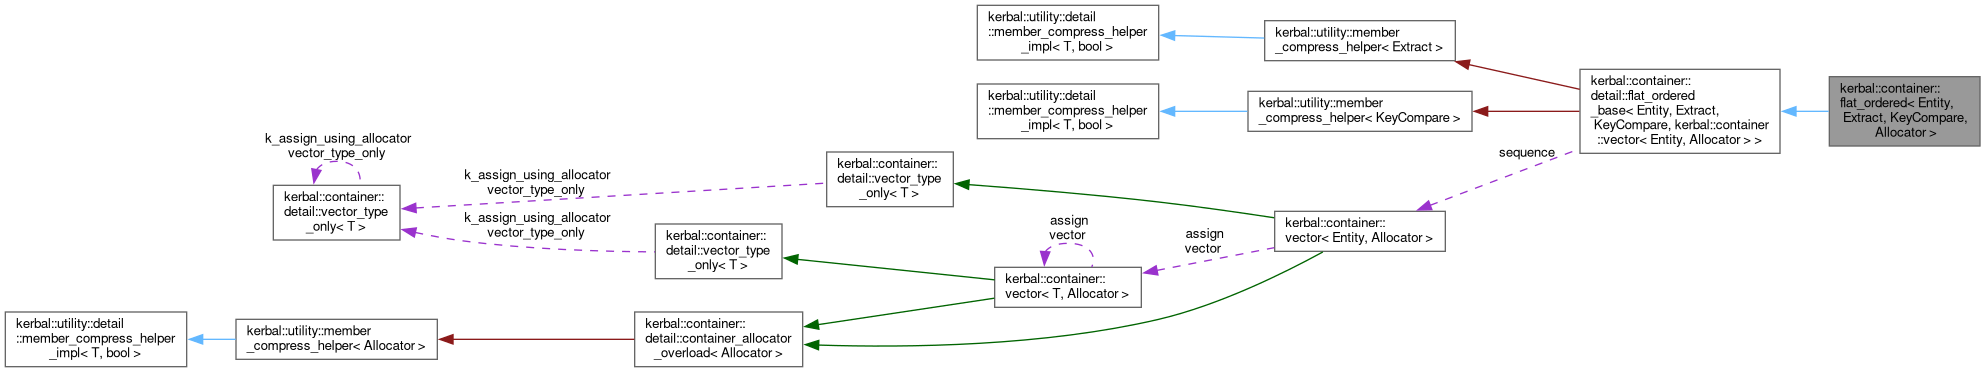 kerbal::utility::detail
::member_compress_helper
_impl< T, bool >
kerbal::utility::member
_compress_helper< Extract >
kerbal::container::
detail::flat_ordered
_base< Entity, Extract,
KeyCompare, kerbal::container
::vector< Entity, Allocator > >
kerbal::container::
flat_ordered< Entity,
Extract, KeyCompare,
Allocator >
kerbal::utility::detail
::member_compress_helper
_impl< T, bool >
kerbal::utility::member
_compress_helper< KeyCompare >
sequence
k_assign_using_allocator
vector_type_only
kerbal::container::
detail::vector_type
_only< T >
k_assign_using_allocator
vector_type_only
kerbal::container::
detail::vector_type
_only< T >
k_assign_using_allocator
vector_type_only
kerbal::container::
detail::vector_type
_only< T >
assign
vector
assign
vector
kerbal::container::
vector< Entity, Allocator >
kerbal::container::
vector< T, Allocator >
kerbal::utility::detail
::member_compress_helper
_impl< T, bool >
kerbal::utility::member
_compress_helper< Allocator >
kerbal::container::
detail::container_allocator
_overload< Allocator >